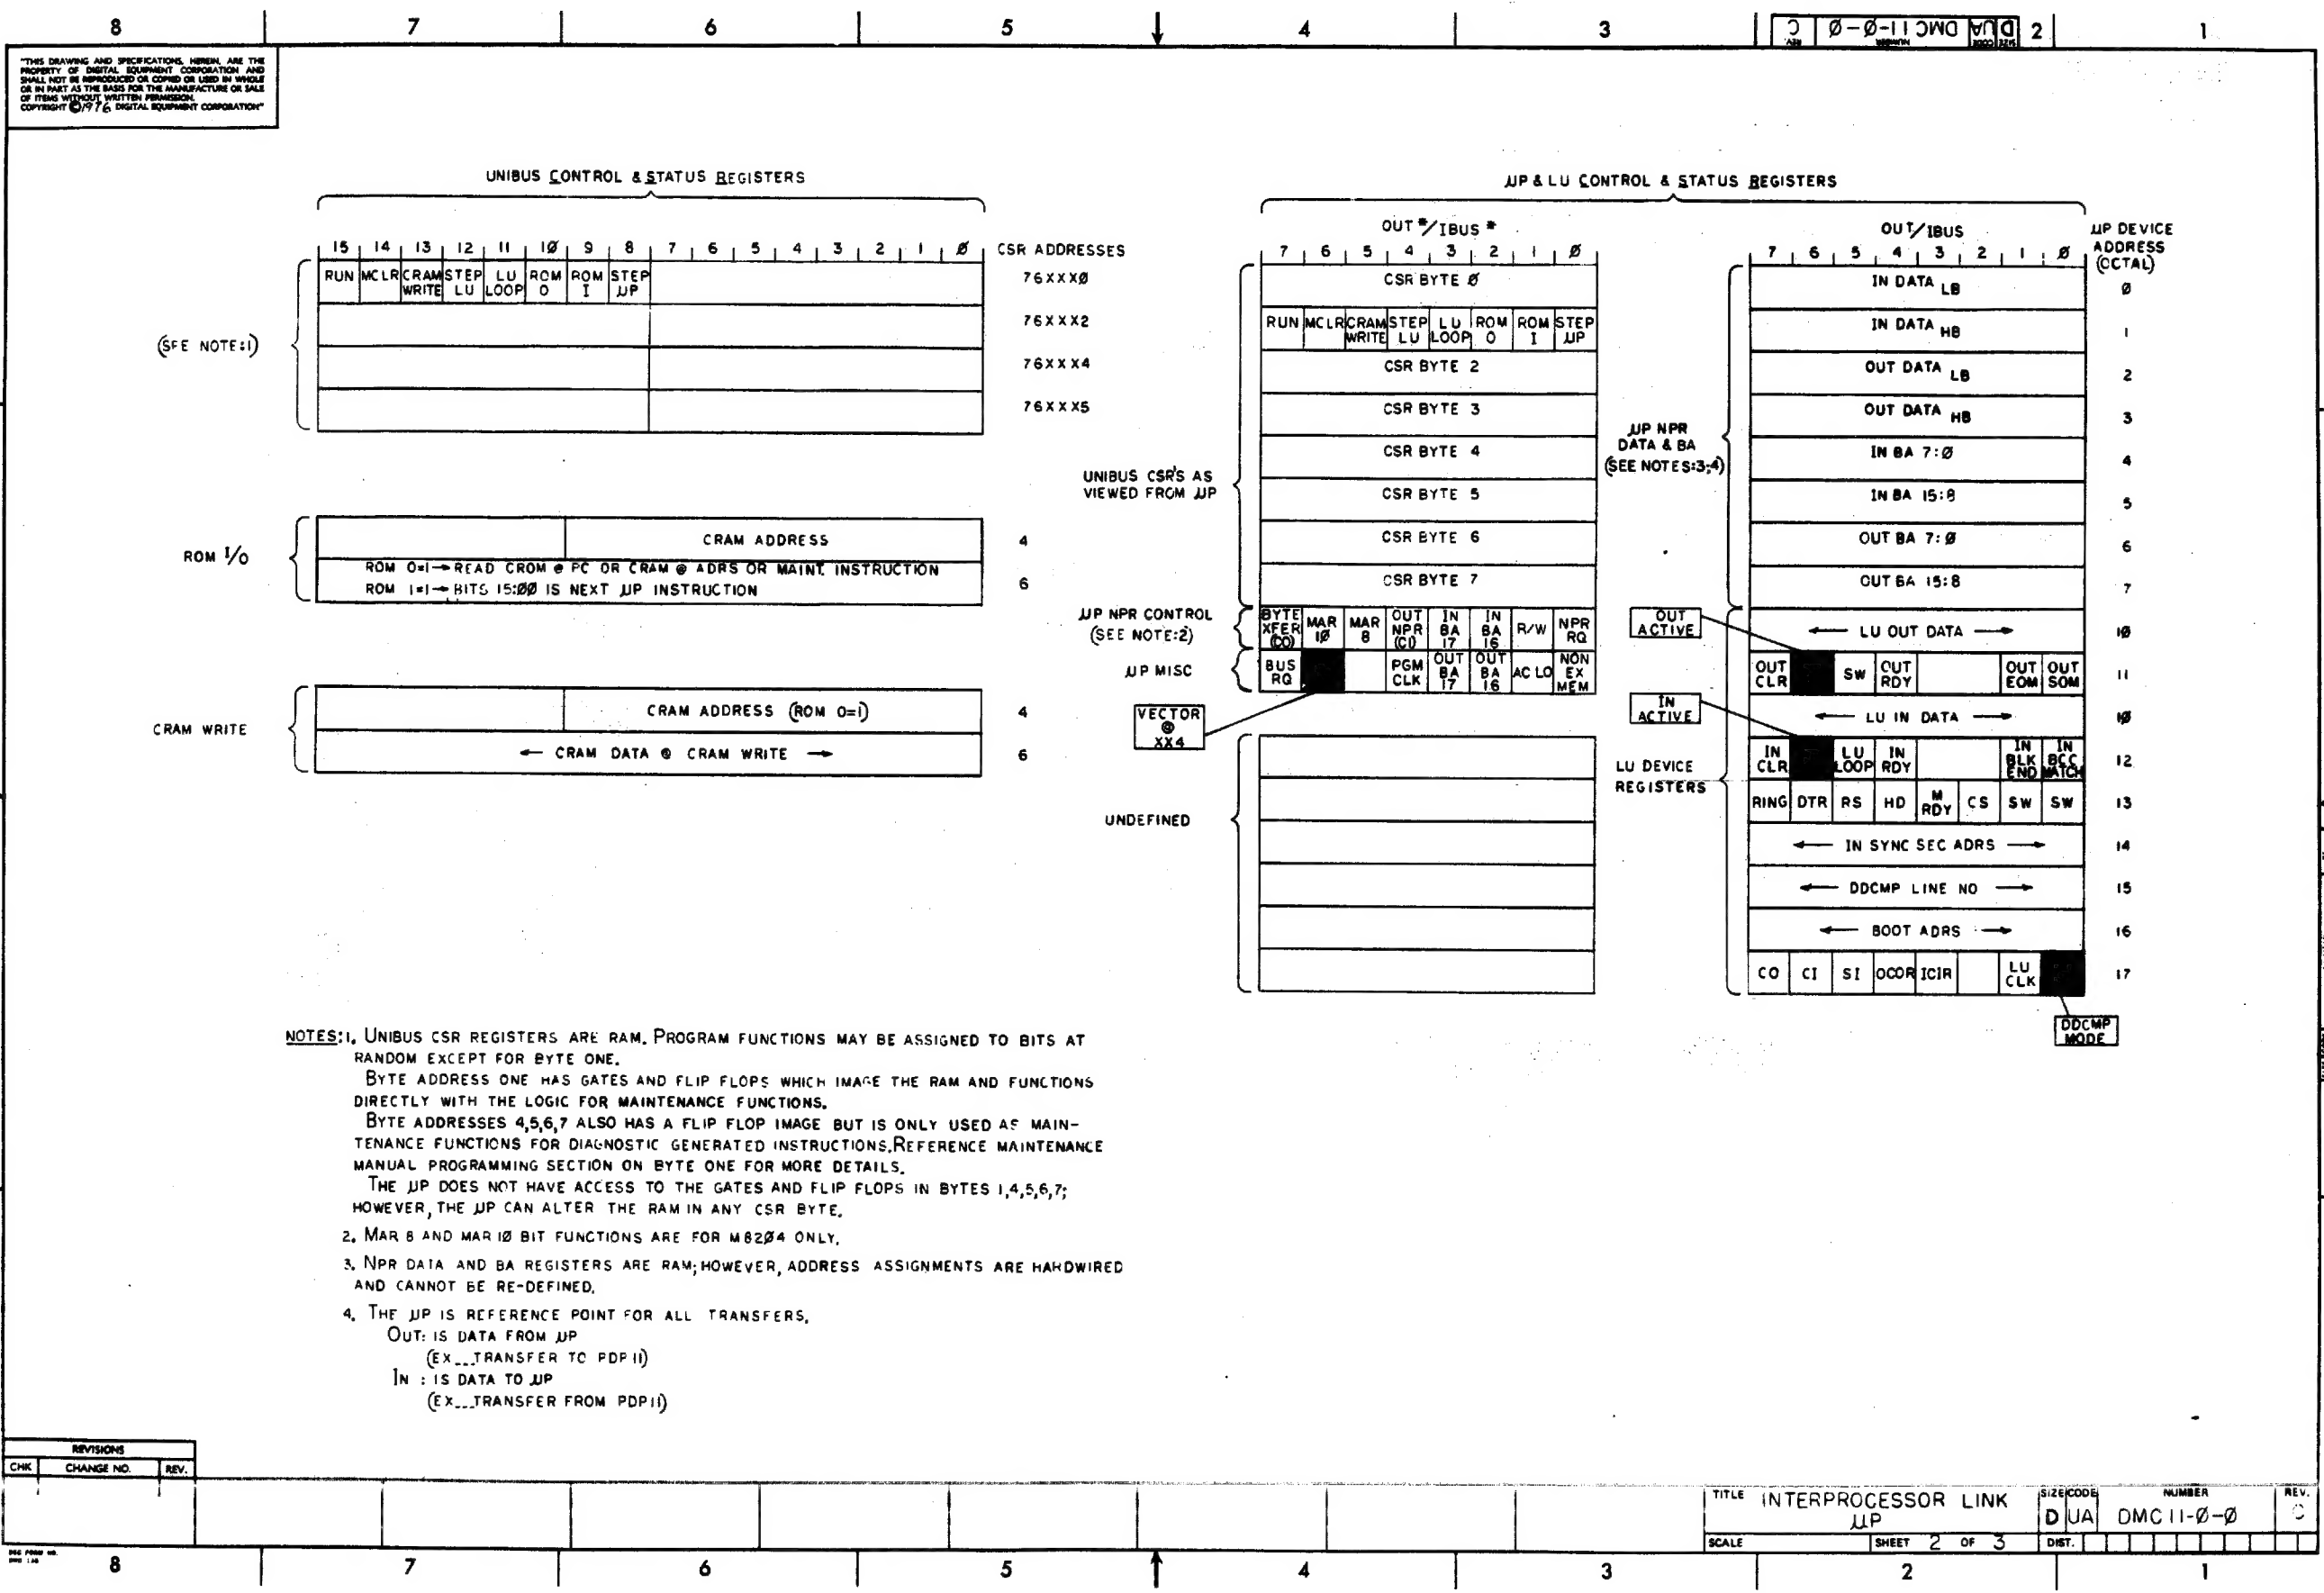 8 7 6 5 4 3 2 1
SIZE CODE NUMBER REV.
D UA DMC11-Ø-Ø C
"THIS DRAWING AND SPECIFICATIONS, HEREIN, ARE THE
PROPERTY OF DIGITAL EQUIPMENT CORPORATION AND
SHALL NOT BE REPRODUCED OR COPIED OR USED IN WHOLE
OR IN PART AS THE BASIS FOR THE MANUFACTURE OR SALE
OF ITEMS WITHOUT WRITTEN PERMISSION.
COPYRIGHT ©1976 DIGITAL EQUIPMENT CORPORATION"
UNIBUS CONTROL & STATUS REGISTERS
15 14 13 12 11 1Ø 9 8 7 6 5 4 3 2 1 Ø CSR ADDRESSES
RUN MCLR CRAM WRITE STEP LU LU LOOP ROM O ROM I STEP µP
76XXXØ
76XXX2
(SEE NOTE:1)
76XXX4
76XXX5
ROM I/O
CRAM ADDRESS 4
ROM O=1→READ CROM @ PC OR CRAM @ ADRS OR MAINT. INSTRUCTION
ROM I=1→BITS 15:ØØ IS NEXT µP INSTRUCTION
6
CRAM WRITE
CRAM ADDRESS (ROM O=1) 4
← CRAM DATA @ CRAM WRITE → 6
µP & LU CONTROL & STATUS REGISTERS
OUT*/IBUS*
7 6 5 4 3 2 1 Ø
UNIBUS CSR'S AS
VIEWED FROM µP
CSR BYTE Ø
RUN MCLR CRAM WRITE STEP LU LU LOOP ROM O ROM I STEP µP
CSR BYTE 2
CSR BYTE 3
CSR BYTE 4
CSR BYTE 5
CSR BYTE 6
CSR BYTE 7
µP NPR CONTROL
(SEE NOTE:2)
BYTE XFER (CO) MAR 1Ø MAR 8 OUT NPR (CI) IN BA 17 IN BA 16 R/W NPR RQ
µP MISC
BUS RQ PGM CLK OUT BA 17 OUT BA 16 AC LO NON EX MEM
VECTOR
@
XX4
UNDEFINED
OUT/IBUS
7 6 5 4 3 2 1 Ø
µP DEVICE
ADDRESS
(OCTAL)
µP NPR
DATA & BA
(SEE NOTES:3,4)
IN DATA LB Ø
IN DATA HB 1
OUT DATA LB 2
OUT DATA HB 3
IN BA 7:Ø 4
IN BA 15:8 5
OUT BA 7:Ø 6
OUT BA 15:8 7
OUT
ACTIVE
← LU OUT DATA → 1Ø
OUT CLR SW OUT RDY OUT EOM OUT SOM 11
IN
ACTIVE
← LU IN DATA → 1Ø
LU DEVICE
REGISTERS
IN CLR LU LOOP IN RDY IN BLK END IN BCC MATCH 12
RING DTR RS HD M RDY CS SW SW 13
← IN SYNC SEC ADRS → 14
← DDCMP LINE NO → 15
← BOOT ADRS → 16
CO CI SI OCOR ICIR LU CLK 17
DDCMP
MODE
NOTES:1. UNIBUS CSR REGISTERS ARE RAM. PROGRAM FUNCTIONS MAY BE ASSIGNED TO BITS AT
RANDOM EXCEPT FOR BYTE ONE.
BYTE ADDRESS ONE HAS GATES AND FLIP FLOPS WHICH IMAGE THE RAM AND FUNCTIONS
DIRECTLY WITH THE LOGIC FOR MAINTENANCE FUNCTIONS.
BYTE ADDRESSES 4,5,6,7 ALSO HAS A FLIP FLOP IMAGE BUT IS ONLY USED AS MAIN-
TENANCE FUNCTIONS FOR DIAGNOSTIC GENERATED INSTRUCTIONS.REFERENCE MAINTENANCE
MANUAL PROGRAMMING SECTION ON BYTE ONE FOR MORE DETAILS.
THE µP DOES NOT HAVE ACCESS TO THE GATES AND FLIP FLOPS IN BYTES 1,4,5,6,7;
HOWEVER, THE µP CAN ALTER THE RAM IN ANY CSR BYTE.
2. MAR 8 AND MAR 1Ø BIT FUNCTIONS ARE FOR M82Ø4 ONLY.
3. NPR DATA AND BA REGISTERS ARE RAM; HOWEVER, ADDRESS ASSIGNMENTS ARE HARDWIRED
AND CANNOT BE RE-DEFINED.
4. THE µP IS REFERENCE POINT FOR ALL TRANSFERS.
OUT: IS DATA FROM µP
(EX...TRANSFER TO PDP11)
IN : IS DATA TO µP
(EX...TRANSFER FROM PDP11)
REVISIONS
CHK CHANGE NO. REV.
TITLE INTERPROCESSOR LINK
µP
SIZE CODE NUMBER REV.
D UA DMC11-Ø-Ø C
SCALE SHEET 2 OF 3 DIST.
8 7 6 5 4 3 2 1